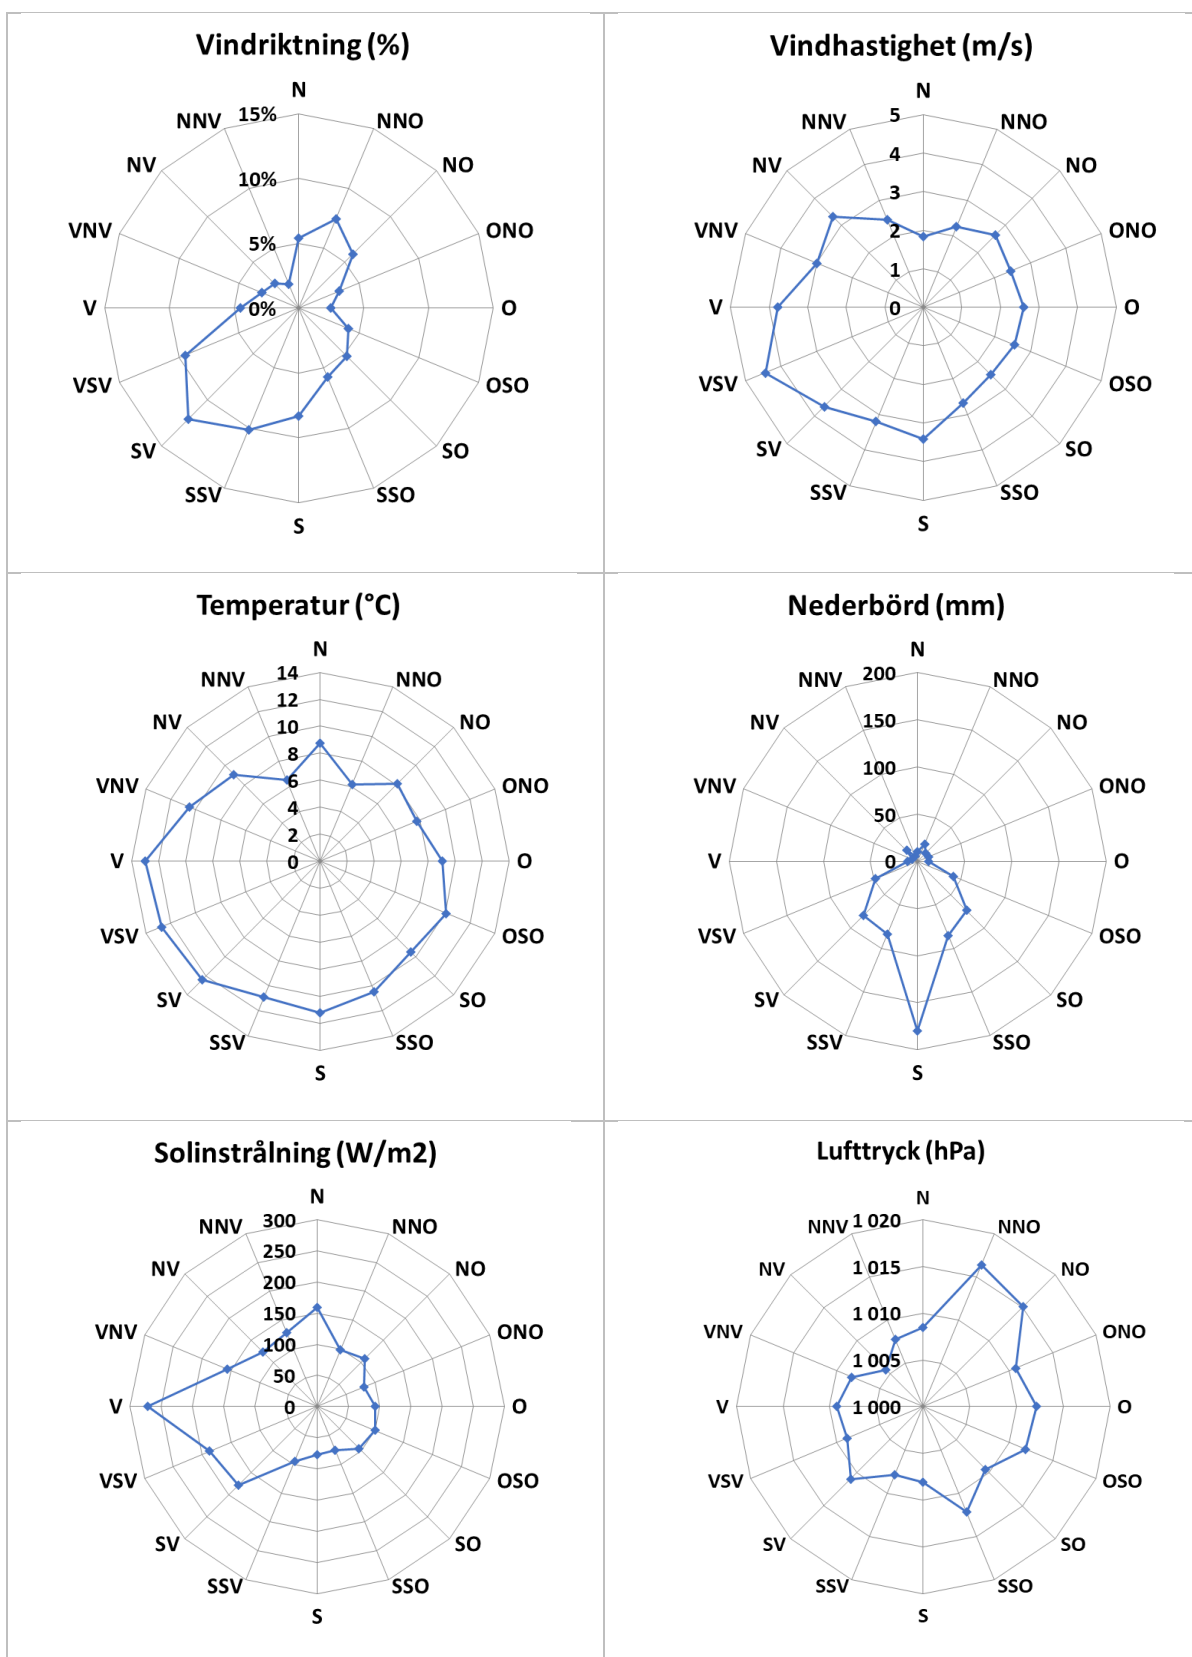 Vindriktning (%)
N
15%
NNV
NNO
NV
10%
NO
VNV
5%
ONO
V
0%
O
VSV
OSO
SV
SO
SSV
SSO
S
Vindhastighet (m/s)
N
5
NNV
NNO
4
NV
NO
3
VNV
2
ONO
1
V
0
O
VSV
OSO
SV
SO
SSV
SSO
S
Temperatur (°C)
N
14
NNV
NNO
12
NV
10
NO
8
VNV
6
ONO
4
2
V
0
O
VSV
OSO
SV
SO
SSV
SSO
S
Nederbörd (mm)
N
200
NNV
NNO
NV
150
NO
100
VNV
ONO
50
V
0
O
VSV
OSO
SV
SO
SSV
SSO
S
Solinstrålning (W/m2)
N
300
NNV
NNO
250
NV
200
NO
150
VNV
100
ONO
50
V
0
O
VSV
OSO
SV
SO
SSV
SSO
S
Lufttryck (hPa)
N
NNV
1 020
NNO
NV
1 015
NO
1 010
VNV
1 005
ONO
V
1 000
O
VSV
OSO
SV
SO
SSV
SSO
S